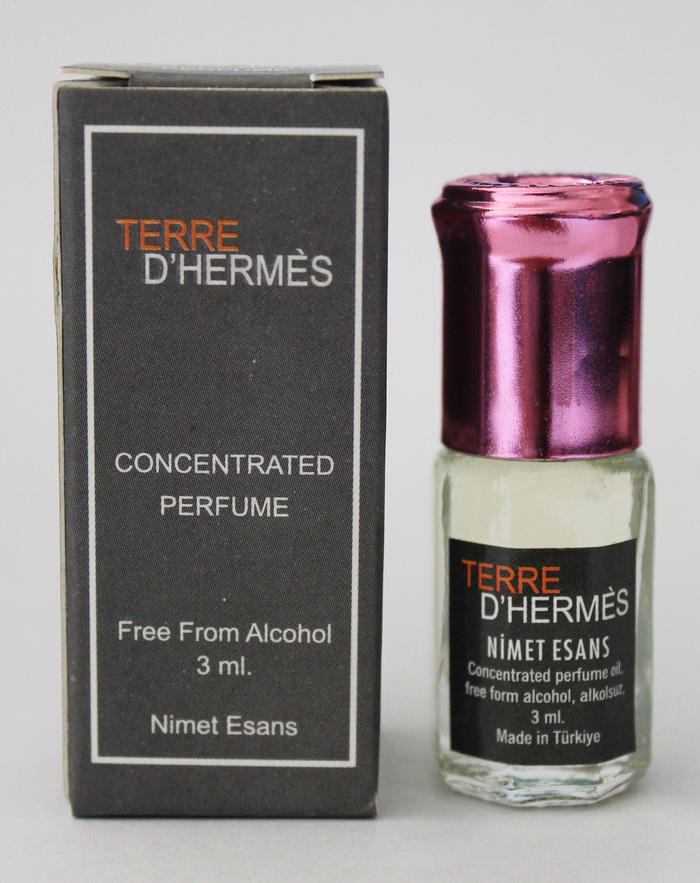 TERRE
D'HERMÈS
CONCENTRATED
PERFUME
Free From Alcohol
3 ml.
Nimet Esans
TERRE
D'HERMÈS
NİMET ESANS
Concentrated perfume oil,
free form alcohol, alkolsuz,
3 ml.
Made in Türkiye